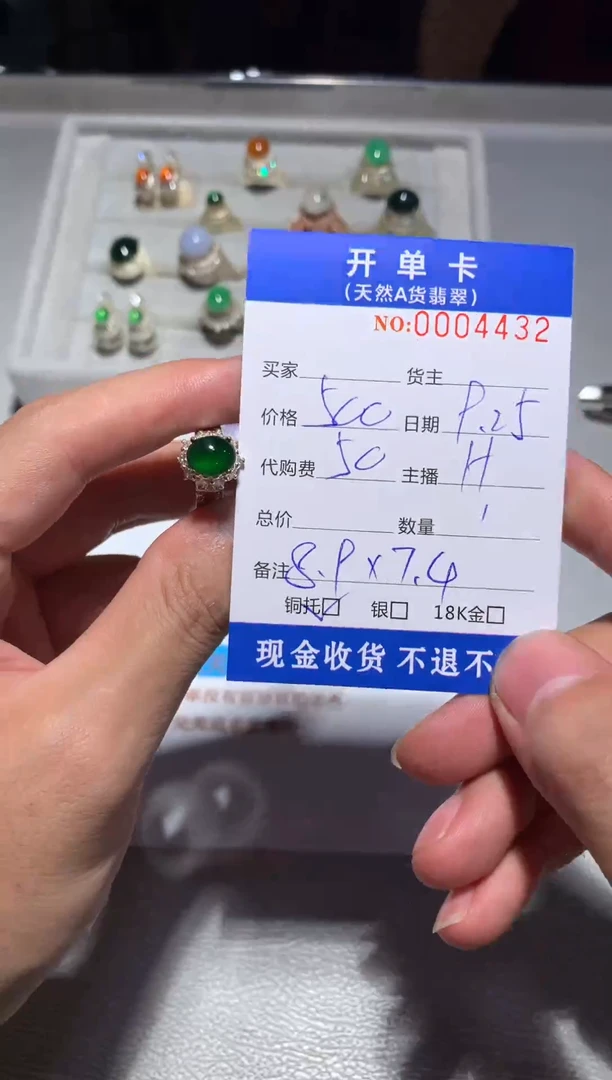 开单卡
(天然A货翡翠)
NO:0004432
买家 货主
价格 500 日期 9.25
代购费 50 主播 H
总价 数量 1
备注 8.9x7.4
铜托☑ 银□ 18K金□
现金收货 不退不